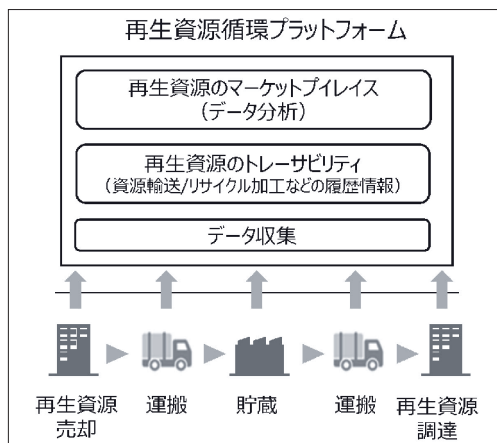 再生資源循環プラットフォーム
再生資源のマーケットプイレイス
（データ分析）
再生資源のトレーサビリティ
（資源輸送/リサイクル加工などの履歴情報）
データ収集
再生資源
売却
運搬
貯蔵
運搬
再生資源
調達